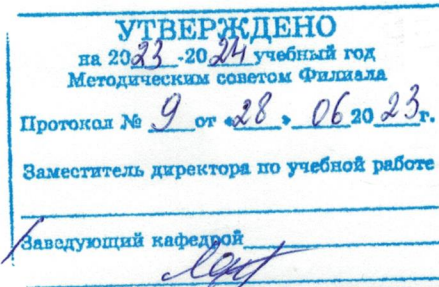 УТВЕРЖДЕНО
на 2023-2024 учебный год
Методическим советом Филиала
Протокол № 9 от «28» 06 2023г.
Заместитель директора по учебной работе
Заведующий кафедрой